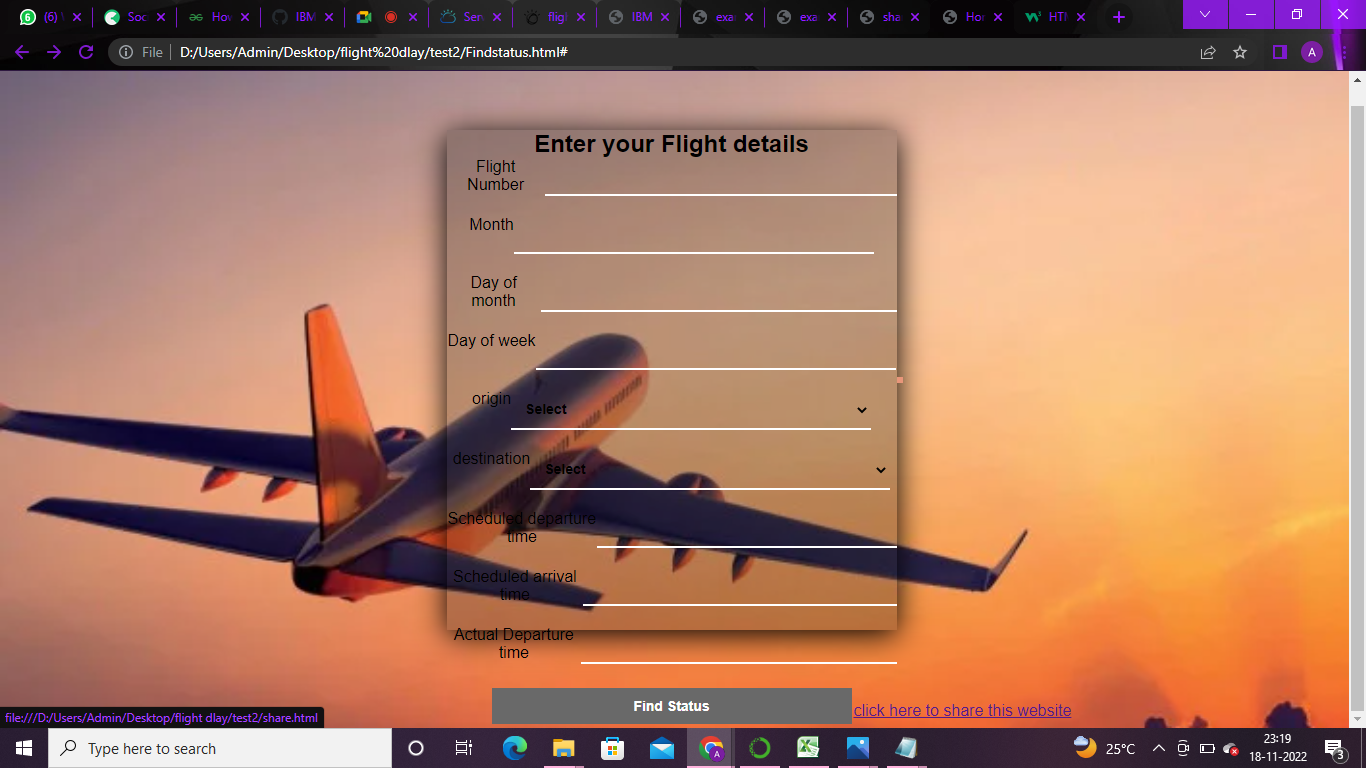 6 (6) W
Soc
How
IBM
A
Ser
fligh
IBM
exa
exa
sha
Hor
HTI
File D:/Users/Admin/Desktop/flight%20dlay/test2/Findstatus.html#
A
Enter your Flight details
Flight
Number
Month
Day of
month
Day of week
origin
Select
destination
Select
Scheduled departure
time
Scheduled arrival
time
Actual Departure
time
Find Status
click here to share this website
file:///D:/Users/Admin/Desktop/flight dlay/test2/share.html
Type here to search
A
25°C
23:19
18-11-2022
3